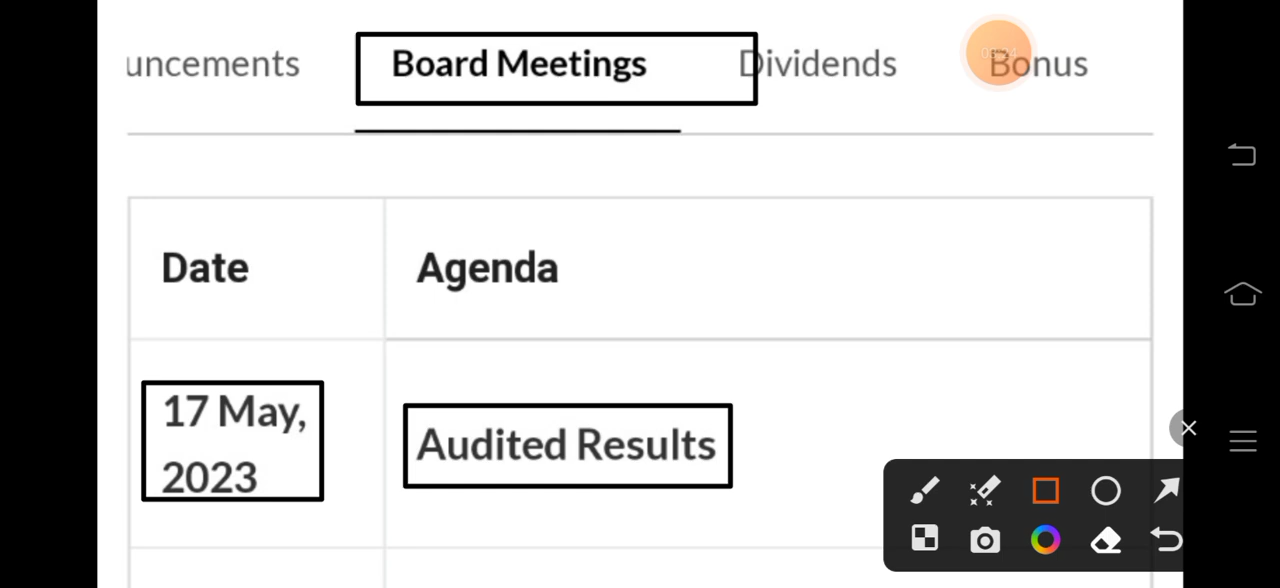 uncements Board Meetings Dividends Bonus
Date Agenda
17 May,
2023
Audited Results